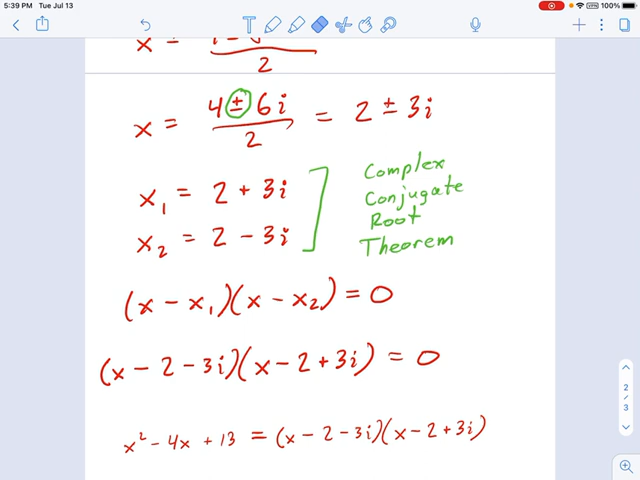 5:39 PM Tue Jul 13
x =
2
x = 4 ± 6i / 2 = 2 ± 3i
x₁ = 2 + 3i
x₂ = 2 - 3i
Complex
Conjugate
Root
Theorem
(x - x₁)(x - x₂) = 0
(x - 2 - 3i)(x - 2 + 3i) = 0
x² - 4x + 13 = (x - 2 - 3i)(x - 2 + 3i)
2
/
3